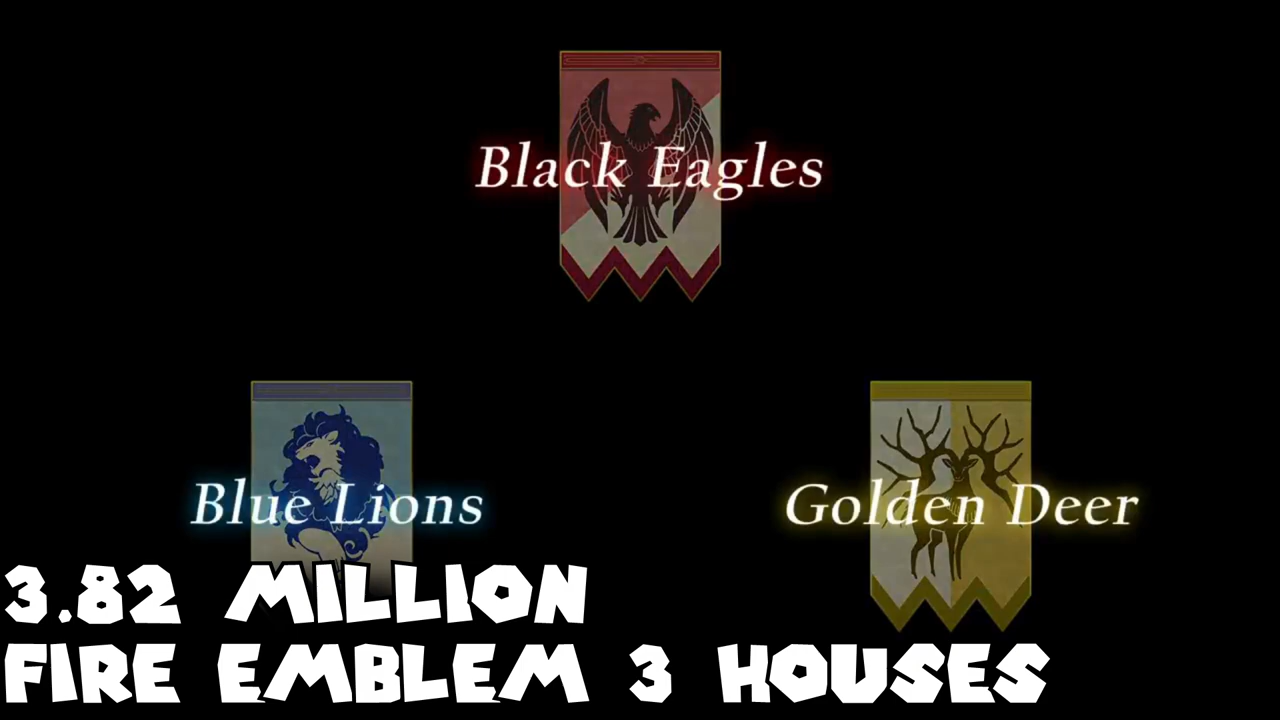 Black Eagles
Blue Lions
Golden Deer
3.82 MILLION
FIRE EMBLEM 3 HOUSES